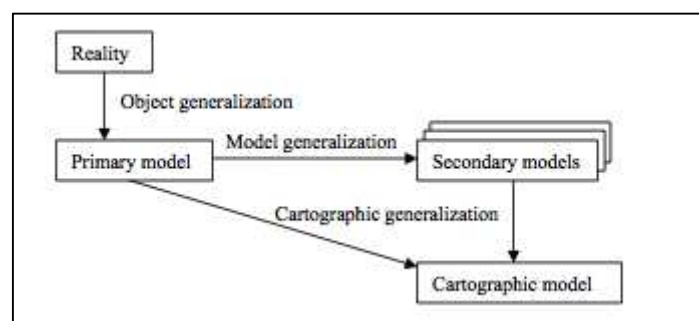 Reality
Object generalization
Model generalization
Primary model
Secondary models
Cartographic generalization
Cartographic model